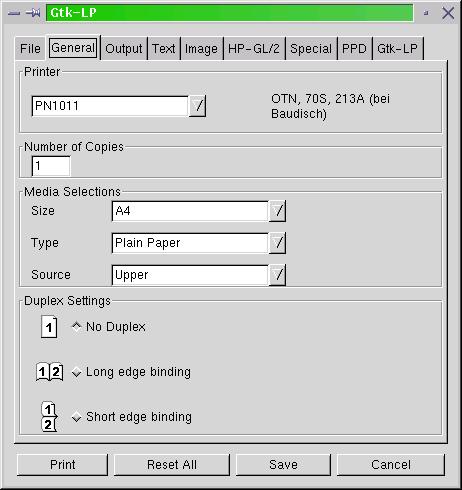 Gtk-LP
File General Output Text Image HP-GL/2 Special PPD Gtk-LP
Printer
PN1011
OTN, 70S, 213A (bei
Baudisch)
Number of Copies
1
Media Selections
Size A4
Type Plain Paper
Source Upper
Duplex Settings
1 No Duplex
1 2 Long edge binding
1
2
Short edge binding
Print Reset All Save Cancel